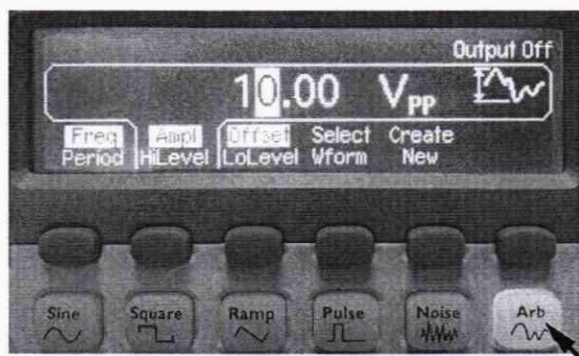 Output Off
10.00 Vpp
Freq Ampl Offset Select Create
Period HiLevel LoLevel Wform New
Sine Square Ramp Pulse Noise Arb